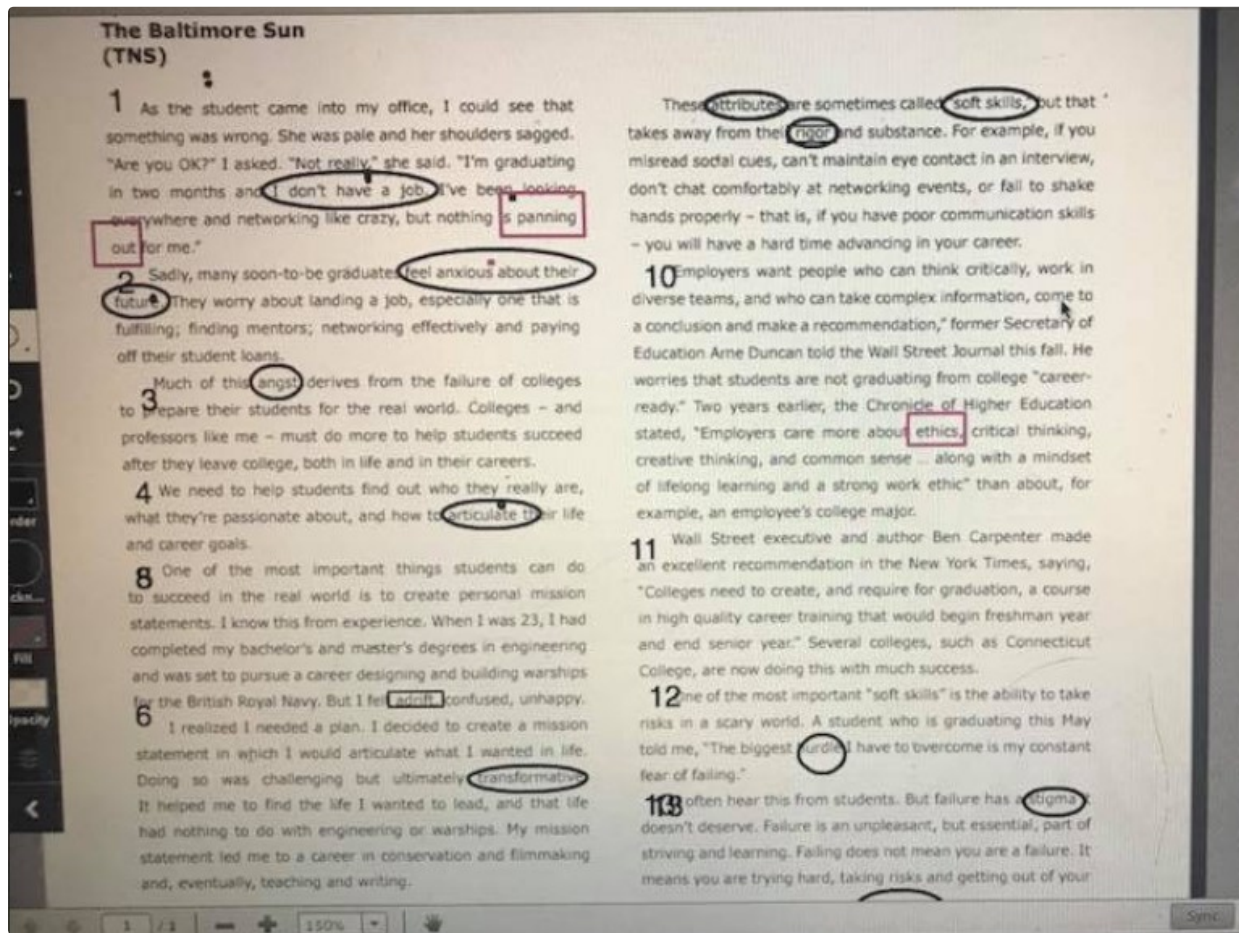 The Baltimore Sun
(TNS)
1 As the student came into my office, I could see that
something was wrong. She was pale and her shoulders sagged.
"Are you OK?" I asked. "Not really," she said. "I'm graduating
in two months and I don't have a job. I've been looking
everywhere and networking like crazy, but nothing is panning
out for me."
2 Sadly, many soon-to-be graduates feel anxious about their
future. They worry about landing a job, especially one that is
fulfilling; finding mentors; networking effectively and paying
off their student loans.
3 Much of this angst derives from the failure of colleges
to prepare their students for the real world. Colleges – and
professors like me – must do more to help students succeed
after they leave college, both in life and in their careers.
4 We need to help students find out who they really are,
what they're passionate about, and how to articulate their life
and career goals.
8 One of the most important things students can do
to succeed in the real world is to create personal mission
statements. I know this from experience. When I was 23, I had
completed my bachelor's and master's degrees in engineering
and was set to pursue a career designing and building warships
for the British Royal Navy. But I felt adrift, confused, unhappy.
6 I realized I needed a plan. I decided to create a mission
statement in which I would articulate what I wanted in life.
Doing so was challenging but ultimately transformative
It helped me to find the life I wanted to lead, and that life
had nothing to do with engineering or warships. My mission
statement led me to a career in conservation and filmmaking
and, eventually, teaching and writing.
These attributes are sometimes called "soft skills," but that
takes away from their rigor and substance. For example, if you
misread social cues, can't maintain eye contact in an interview,
don't chat comfortably at networking events, or fail to shake
hands properly – that is, if you have poor communication skills
– you will have a hard time advancing in your career.
10 Employers want people who can think critically, work in
diverse teams, and who can take complex information, come to
a conclusion and make a recommendation," former Secretary of
Education Arne Duncan told the Wall Street Journal this fall. He
worries that students are not graduating from college "career-
ready." Two years earlier, the Chronicle of Higher Education
stated, "Employers care more about ethics, critical thinking,
creative thinking, and common sense ... along with a mindset
of lifelong learning and a strong work ethic" than about, for
example, an employee's college major.
11 Wall Street executive and author Ben Carpenter made
an excellent recommendation in the New York Times, saying,
"Colleges need to create, and require for graduation, a course
in high quality career training that would begin freshman year
and end senior year." Several colleges, such as Connecticut
College, are now doing this with much success.
12 One of the most important "soft skills" is the ability to take
risks in a scary world. A student who is graduating this May
told me, "The biggest hurdle I have to overcome is my constant
fear of failing."
13 often hear this from students. But failure has a stigma it
doesn't deserve. Failure is an unpleasant, but essential, part of
striving and learning. Failing does not mean you are a failure. It
means you are trying hard, taking risks and getting out of your
Fill
1 / 1
150%
Sync